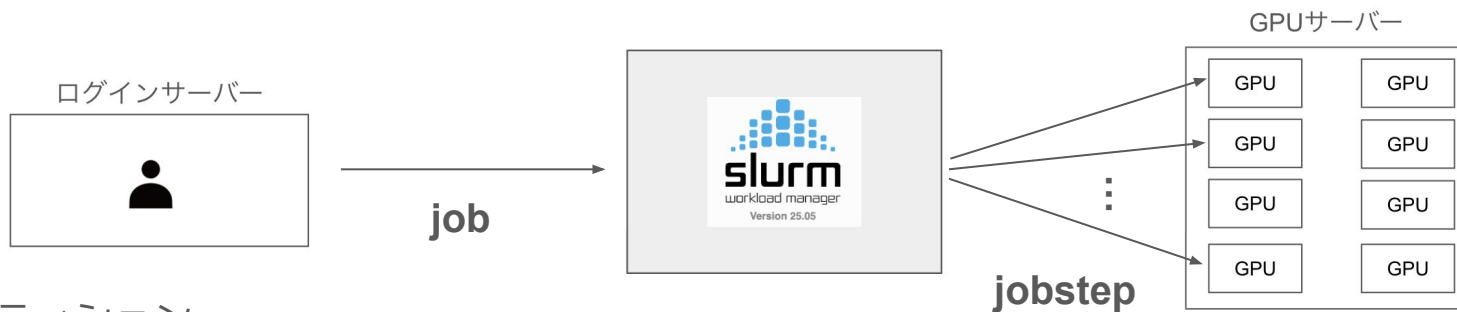 GPUサーバー
ログインサーバー
GPU GPU
GPU GPU
GPU GPU
GPU GPU
slurm
workload manager
Version 25.05
job
⋮
jobstep